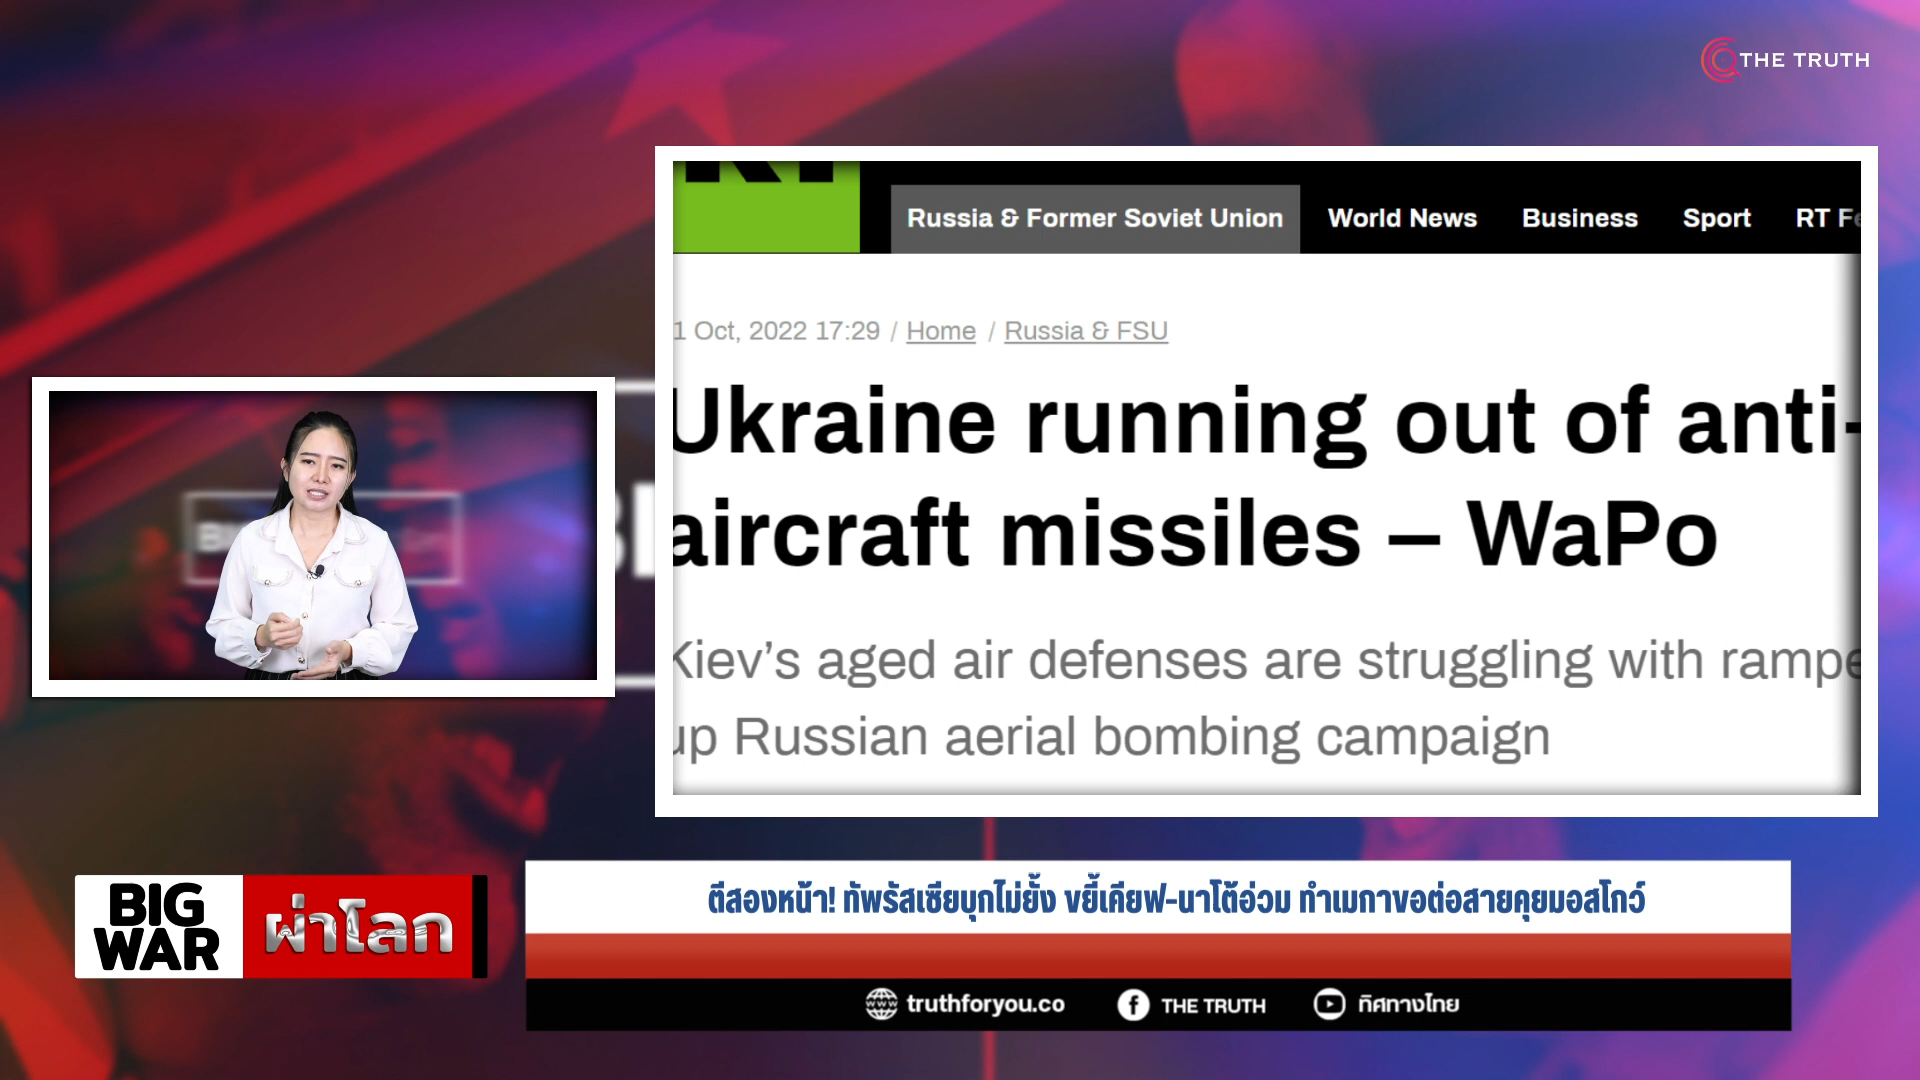 THE TRUTH
Russia & Former Soviet Union World News Business Sport RT
1 Oct, 2022 17:29 / Home / Russia & FSU
Ukraine running out of anti-
aircraft missiles – WaPo
Kiev’s aged air defenses are struggling with rampe
up Russian aerial bombing campaign
BIG
WAR
ผ่าโลก
ตีสองหน้า! ทัพรัสเซียบุกไม่ยั้ง ขยี้เคียฟ-นาโต้อ่วม ทำเมกาขอต่อสายคุยมอสโกว์
truthforyou.co THE TRUTH ทิศทางไทย